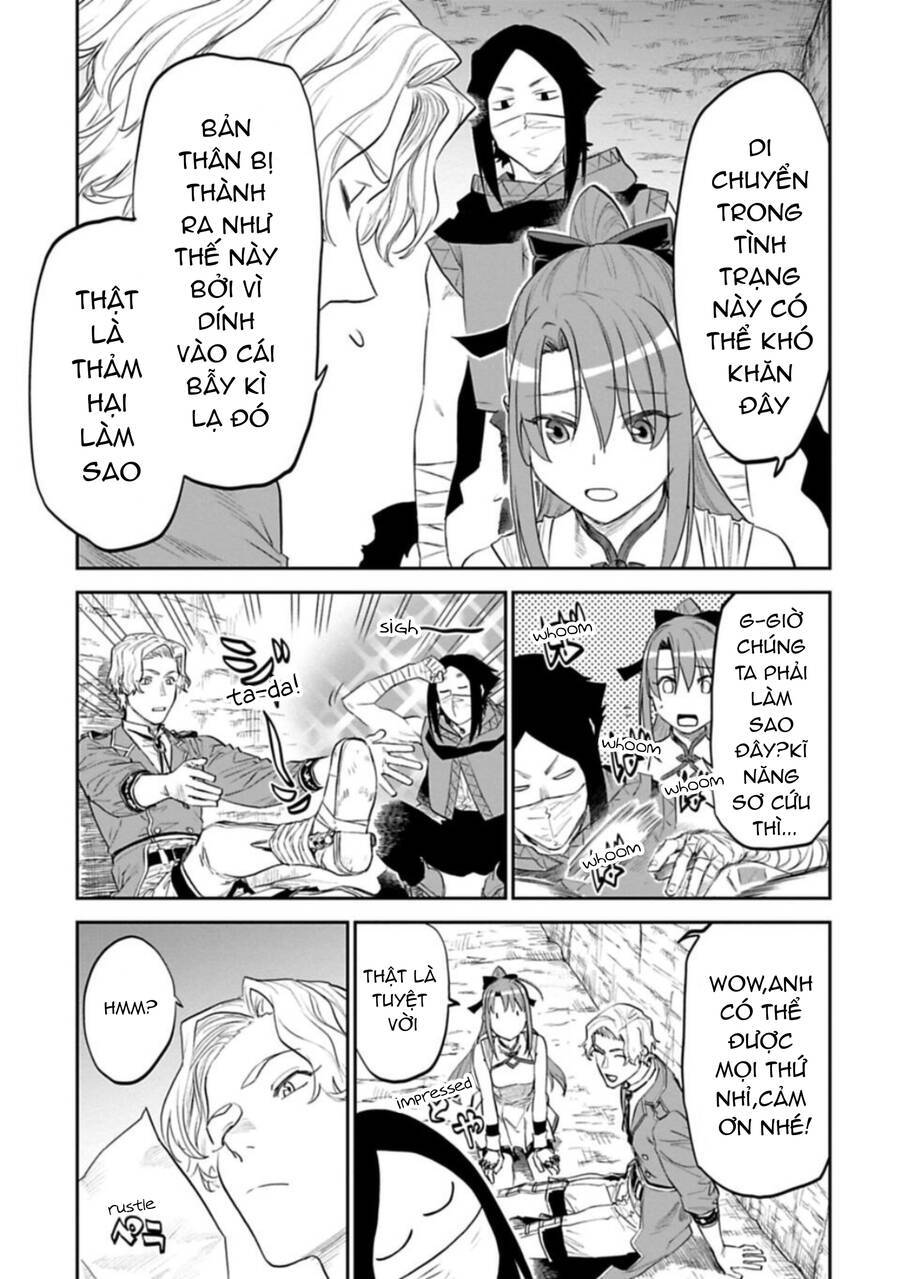 DI
CHUYỂN
TRONG
TÌNH
TRẠNG
NÀY CÓ
THỂ KHÓ
KHĂN
ĐÂY
BẢN
THÂN BỊ
THÀNH
RA NHƯ
THẾ NÀY
BỞI VÌ
DÍNH
VÀO CÁI
BẪY KÌ
LẠ ĐÓ
THẬT
LÀ
THẢM
HẠI
LÀM
SAO
G-GIỜ
CHÚNG
TA PHẢI
LÀM
SAO
ĐÂY?KĨ
NĂNG
SƠ CỨU
THÌ...
whoom
whoom
whoom
whoom
sigh
ta-da!
WOW,ANH
CÓ THỂ
ĐƯỢC
MỌI THỨ
NHỈ,CẢM
ƠN NHÉ!
THẬT LÀ
TUYỆT
VỜI
impressed
HMM?
rustle
ペラ